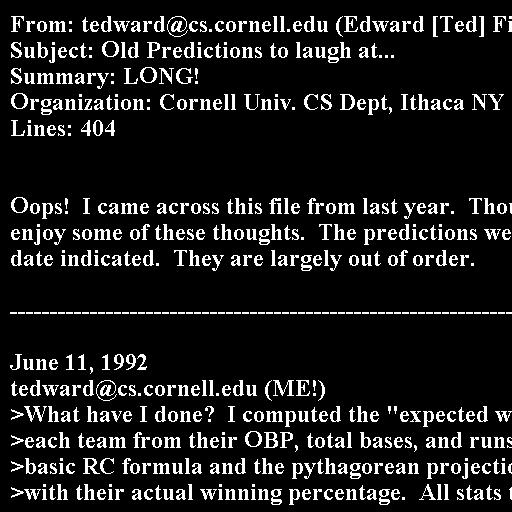 From: tedward@cs.cornell.edu (Edward [Ted] Fi
Subject: Old Predictions to laugh at...
Summary: LONG!
Organization: Cornell Univ. CS Dept, Ithaca NY
Lines: 404
Oops!  I came across this file from last year.  Thou
enjoy some of these thoughts.  The predictions we
date indicated.  They are largely out of order.
----------------------------------------------------------------
June 11, 1992
tedward@cs.cornell.edu (ME!)
>What have I done?  I computed the "expected w
>each team from their OBP, total bases, and runs
>basic RC formula and the pythagorean projectio
>with their actual winning percentage.  All stats t